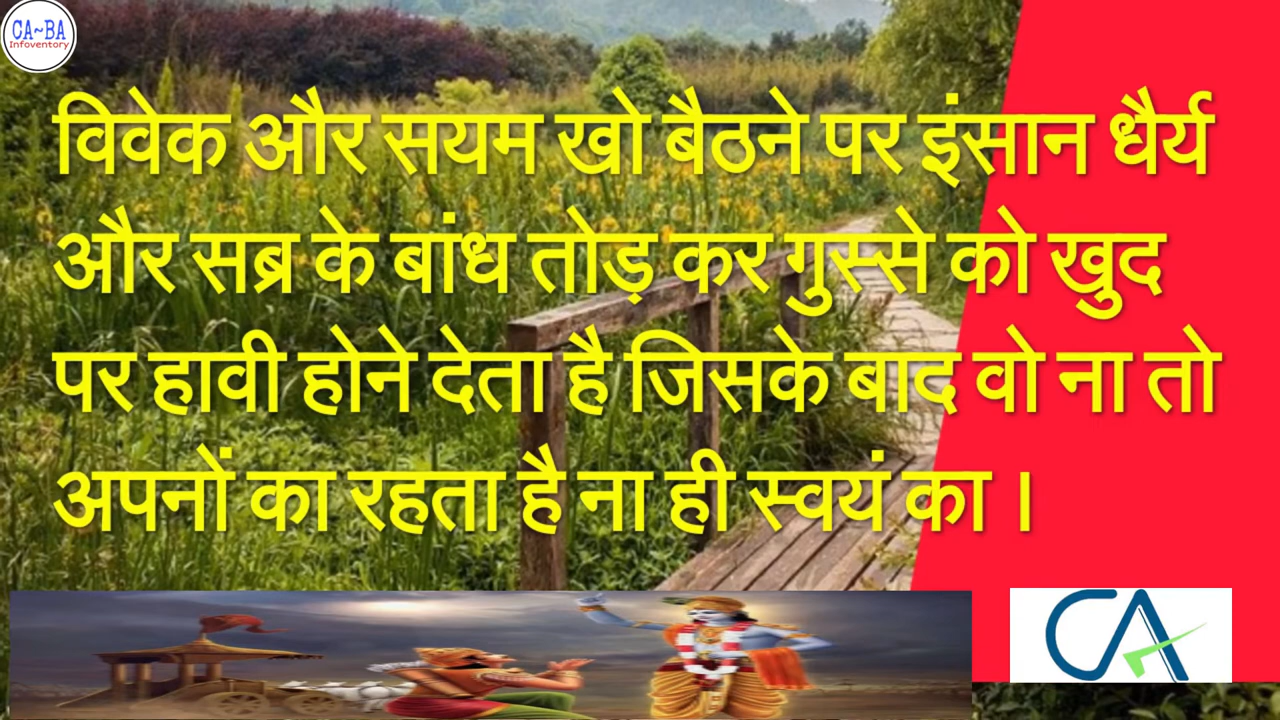 CA~BA
Infoventory
विवेक और सयम खो बैठने पर इंसान धैर्य
और सब्र के बांध तोड़ कर गुस्से को खुद
पर हावी होने देता है जिसके बाद वो ना तो
अपनों का रहता है ना ही स्वयं का ।
CA